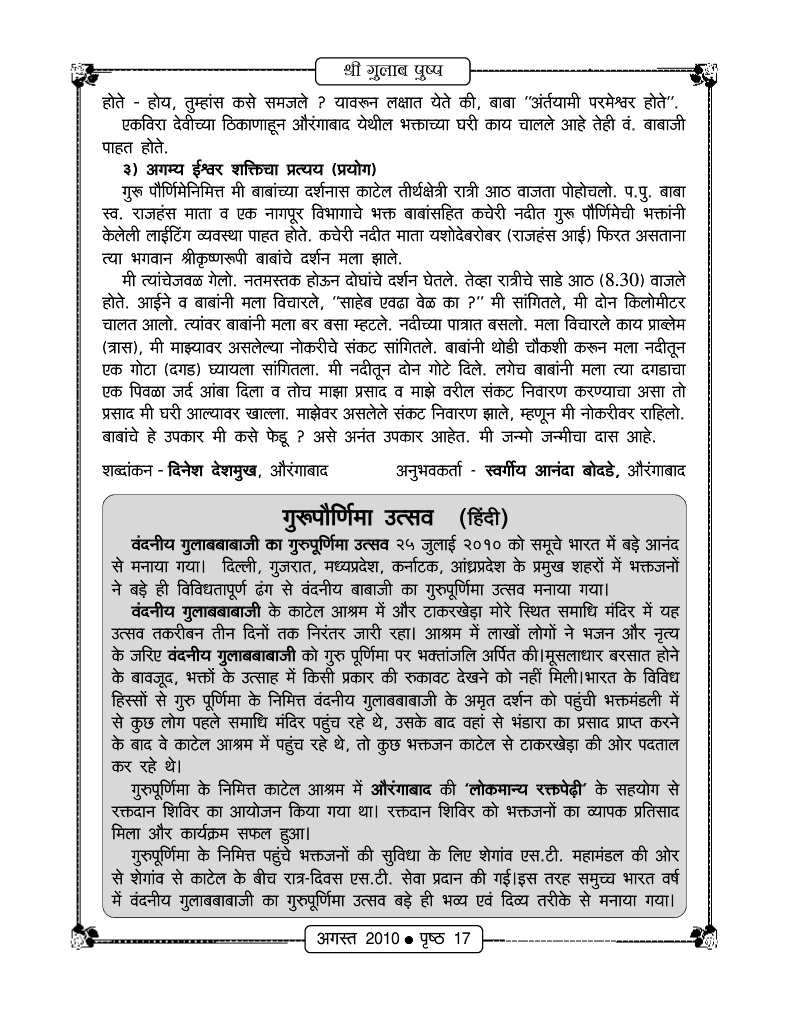 श्री गुलाब पुष्प
होते - होय, तुम्हांस कसे समजले ? यावरून लक्षात येते की, बाबा "अंर्तयामी परमेश्वर होते".
एकविरा देवीच्या ठिकाणाहून औरंगाबाद येथील भक्ताच्या घरी काय चालले आहे तेही वं. बाबाजी
पाहत होते.
३) अगम्य ईश्वर शक्तिचा प्रत्यय (प्रयोग)
गुरू पौर्णिमेनिमित्त मी बाबांच्या दर्शनास काटेल तीर्थक्षेत्री रात्री आठ वाजता पोहोचलो. प.पु. बाबा
स्व. राजहंस माता व एक नागपूर विभागाचे भक्त बाबांसहित कचेरी नदीत गुरू पौर्णिमेची भक्तांनी
केलेली लाईटिंग व्यवस्था पाहत होते. कचेरी नदीत माता यशोदेबरोबर (राजहंस आई) फिरत असताना
त्या भगवान श्रीकृष्णरूपी बाबांचे दर्शन मला झाले.
मी त्यांचेजवळ गेलो. नतमस्तक होऊन दोघांचे दर्शन घेतले. तेव्हा रात्रीचे साडे आठ (8.30) वाजले
होते. आईने व बाबांनी मला विचारले, "साहेब एवढा वेळ का ?" मी सांगितले, मी दोन किलोमीटर
चालत आलो. त्यांवर बाबांनी मला बर बसा म्हटले. नदीच्या पात्रात बसलो. मला विचारले काय प्राब्लेम
(त्रास), मी माझ्यावर असलेल्या नोकरीचे संकट सांगितले. बाबांनी थोडी चौकशी करून मला नदीतून
एक गोटा (दगड) घ्यायला सांगितला. मी नदीतून दोन गोटे दिले. लगेच बाबांनी मला त्या दगडाचा
एक पिवळा जर्द आंबा दिला व तोच माझा प्रसाद व माझे वरील संकट निवारण करण्याचा असा तो
प्रसाद मी घरी आल्यावर खाल्ला. माझेवर असलेले संकट निवारण झाले, म्हणून मी नोकरीवर राहिलो.
बाबांचे हे उपकार मी कसे फेडू ? असे अनंत उपकार आहेत. मी जन्मो जन्मीचा दास आहे.
शब्दांकन - दिनेश देशमुख, औरंगाबाद अनुभवकर्ता - स्वर्गीय आनंदा बोदडे, औरंगाबाद
गुरूपौर्णिमा उत्सव (हिंदी)
वंदनीय गुलाबबाबाजी का गुरुपूर्णिमा उत्सव २५ जुलाई २०१० को समूचे भारत में बड़े आनंद
से मनाया गया। दिल्ली, गुजरात, मध्यप्रदेश, कर्नाटक, आंध्रप्रदेश के प्रमुख शहरों में भक्तजनों
ने बड़े ही विविधतापूर्ण ढंग से वंदनीय बाबाजी का गुरुपूर्णिमा उत्सव मनाया गया।
वंदनीय गुलाबबाबाजी के काटेल आश्रम में और टाकरखेड़ा मोरे स्थित समाधि मंदिर में यह
उत्सव तकरीबन तीन दिनों तक निरंतर जारी रहा। आश्रम में लाखों लोगों ने भजन और नृत्य
के जरिए वंदनीय गुलाबबाबाजी को गुरु पूर्णिमा पर भक्तांजलि अर्पित की।मूसलाधार बरसात होने
के बावजूद, भक्तों के उत्साह में किसी प्रकार की रुकावट देखने को नहीं मिली।भारत के विविध
हिस्सों से गुरु पूर्णिमा के निमित्त वंदनीय गुलाबबाबाजी के अमृत दर्शन को पहुंची भक्तमंडली में
से कुछ लोग पहले समाधि मंदिर पहुंच रहे थे, उसके बाद वहां से भंडारा का प्रसाद प्राप्त करने
के बाद वे काटेल आश्रम में पहुंच रहे थे, तो कुछ भक्तजन काटेल से टाकरखेड़ा की ओर पदताल
कर रहे थे।
गुरुपूर्णिमा के निमित्त काटेल आश्रम में औरंगाबाद की 'लोकमान्य रक्तपेढ़ी' के सहयोग से
रक्तदान शिविर का आयोजन किया गया था। रक्तदान शिविर को भक्तजनों का व्यापक प्रतिसाद
मिला और कार्यक्रम सफल हुआ।
गुरुपूर्णिमा के निमित्त पहुंचे भक्तजनों की सुविधा के लिए शेगांव एस.टी. महामंडल की ओर
से शेगांव से काटेल के बीच रात्र-दिवस एस.टी. सेवा प्रदान की गई।इस तरह समुच्च भारत वर्ष
में वंदनीय गुलाबबाबाजी का गुरुपूर्णिमा उत्सव बड़े ही भव्य एवं दिव्य तरीके से मनाया गया।
अगस्त 2010 ● पृष्ठ 17